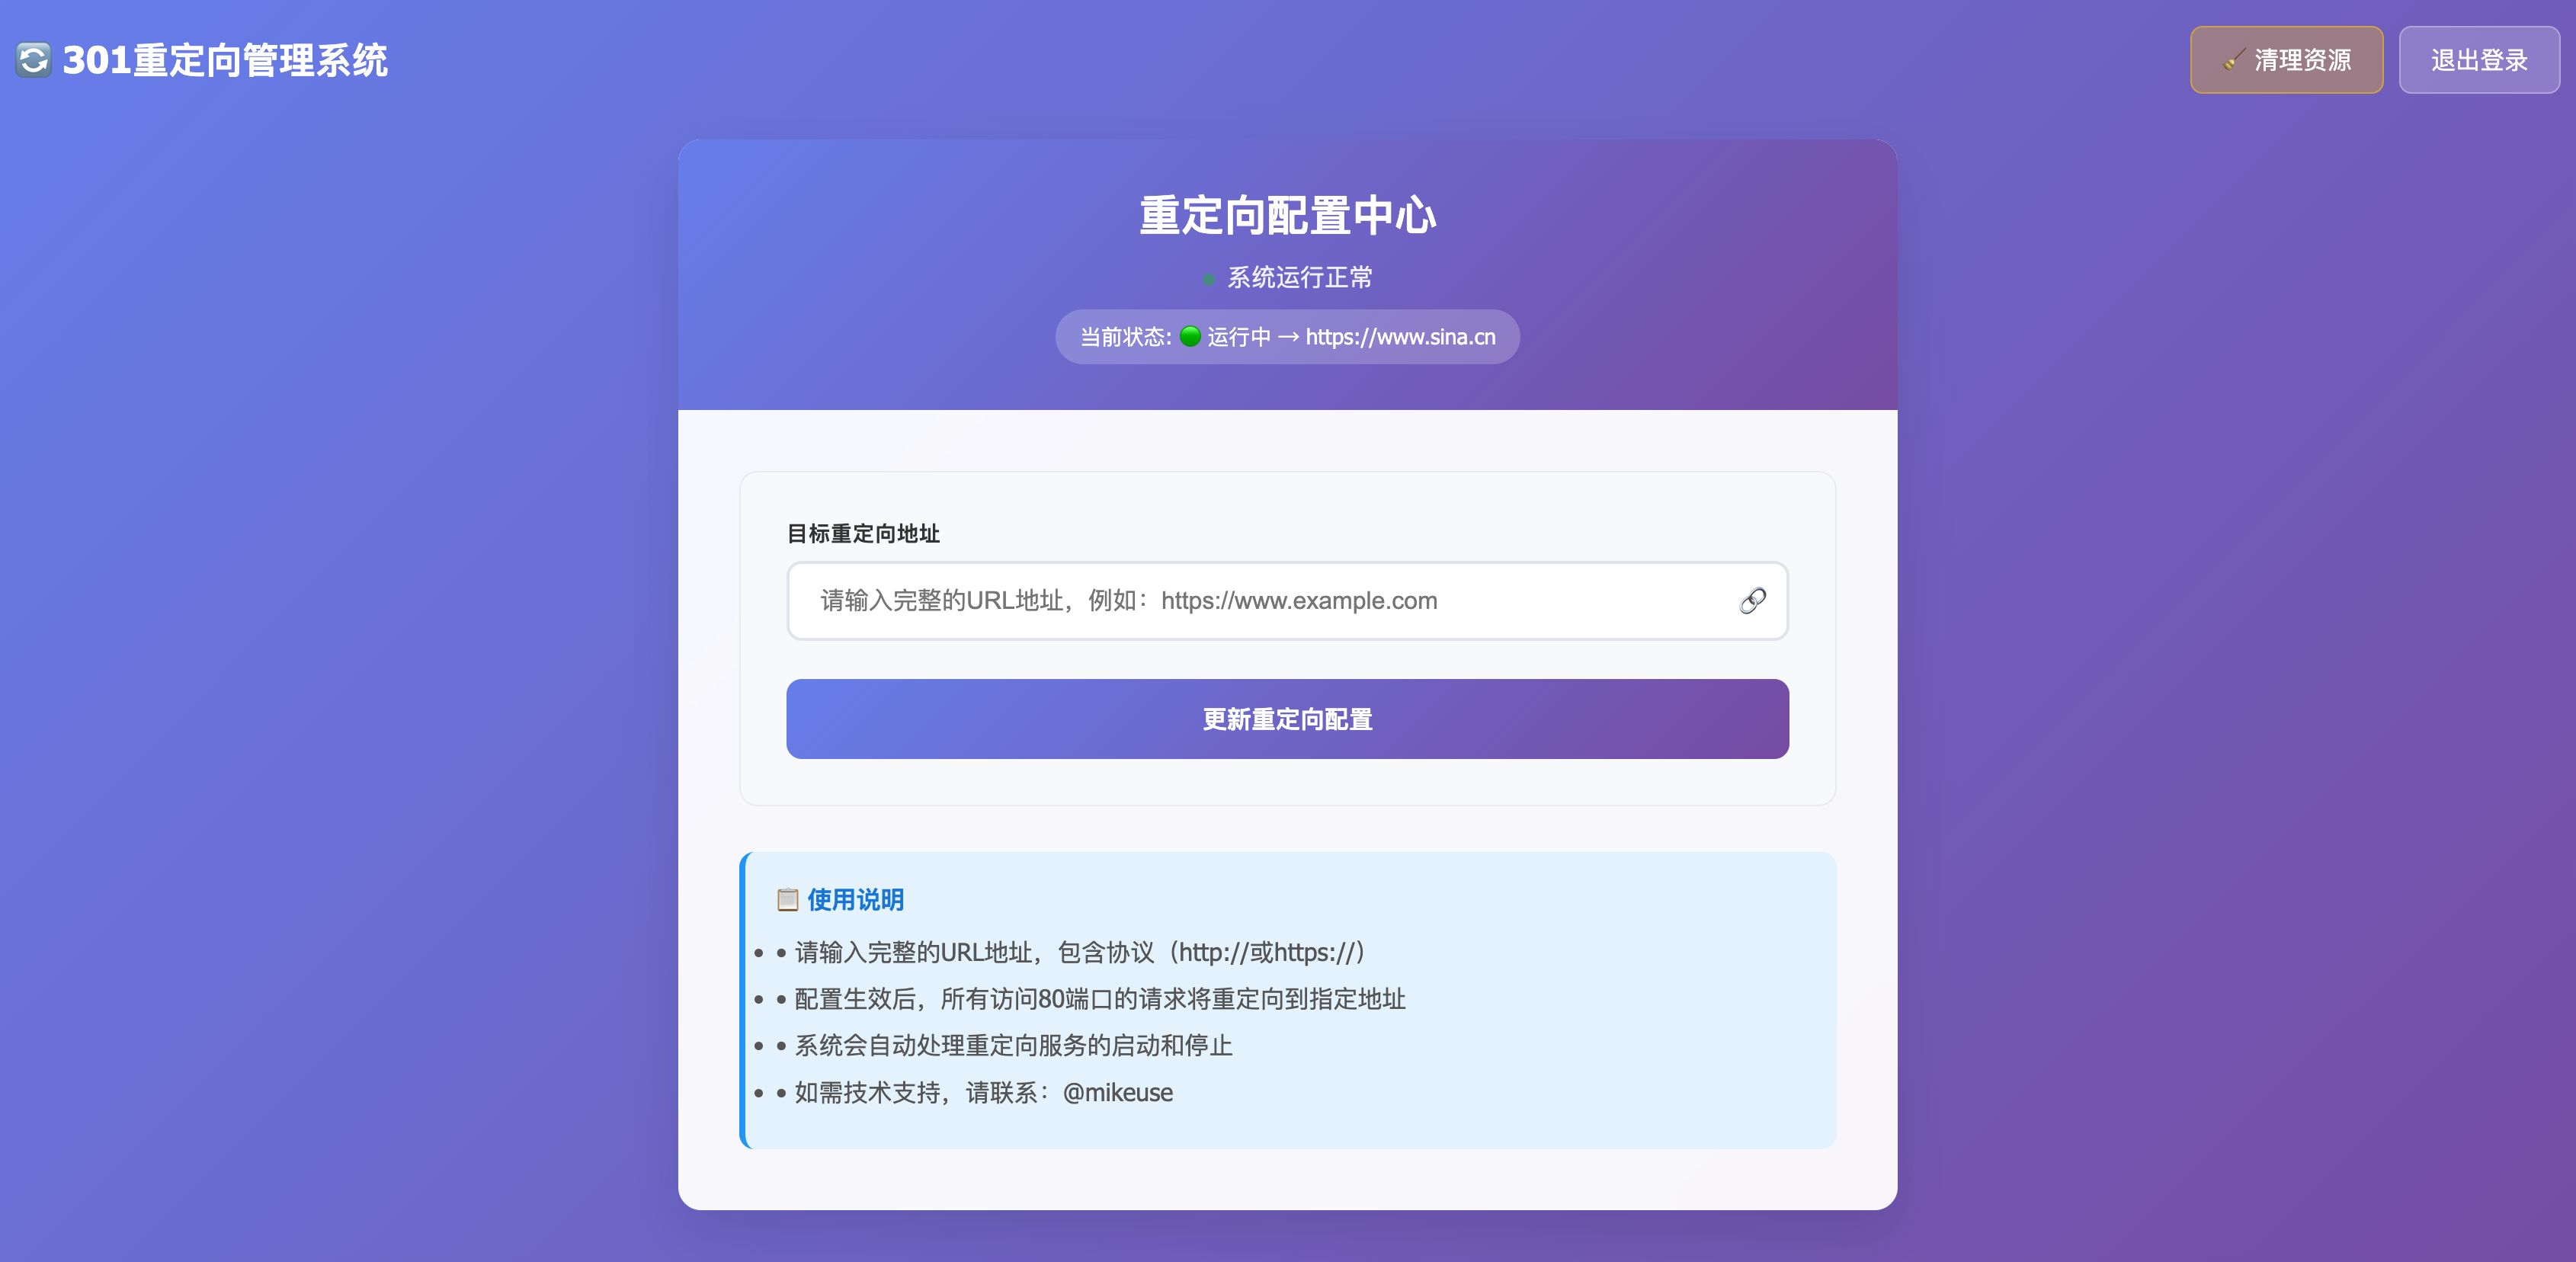 301重定向管理系统
清理资源
退出登录
重定向配置中心
系统运行正常
当前状态: 运行中 → https://www.sina.cn
目标重定向地址
请输入完整的URL地址，例如：https://www.example.com
更新重定向配置
使用说明
• • 请输入完整的URL地址，包含协议（http://或https://）
• • 配置生效后，所有访问80端口的请求将重定向到指定地址
• • 系统会自动处理重定向服务的启动和停止
• • 如需技术支持，请联系：@mikeuse